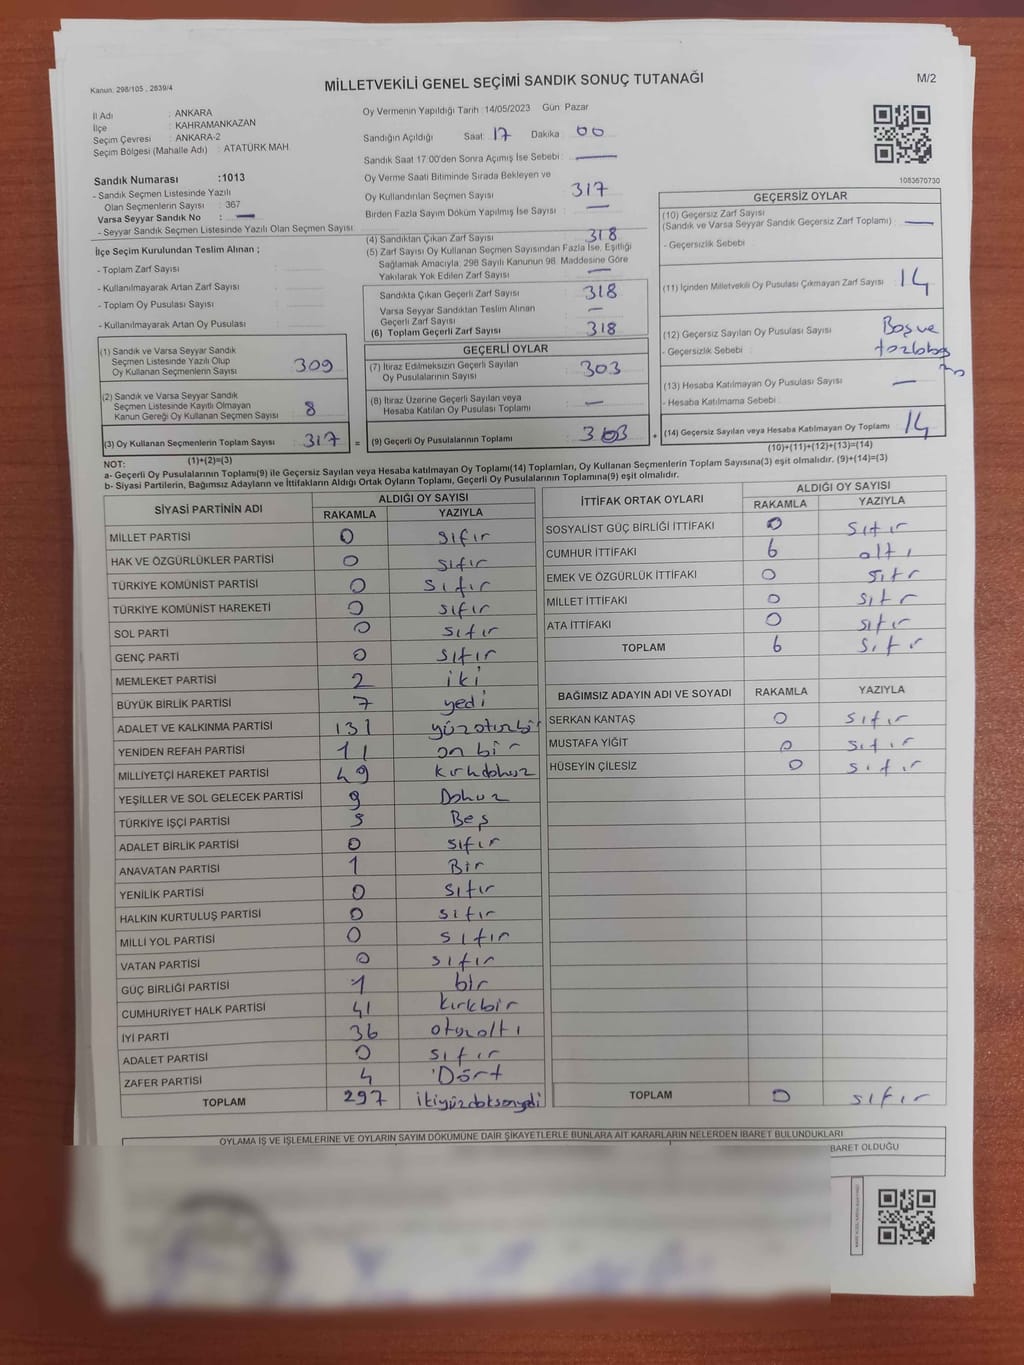 Kanun, 298/105 , 2839/4
MİLLETVEKİLİ GENEL SEÇİMİ SANDIK SONUÇ TUTANAĞI
M/2
İl Adı : ANKARA
İlçe : KAHRAMANKAZAN
Seçim Çevresi : ANKARA-2
Seçim Bölgesi (Mahalle Adı) : ATATÜRK MAH.
Sandık Numarası :1013
- Sandık Seçmen Listesinde Yazılı
Olan Seçmenlerin Sayısı : 367
Varsa Seyyar Sandık No : —
- Seyyar Sandık Seçmen Listesinde Yazılı Olan Seçmen Sayısı
İlçe Seçim Kurulundan Teslim Alınan ;
- Toplam Zarf Sayısı
- Kullanılmayarak Artan Zarf Sayısı
- Toplam Oy Pusulası Sayısı
- Kullanılmayarak Artan Oy Pusulası
(1) Sandık ve Varsa Seyyar Sandık
Seçmen Listesinde Yazılı Olup
Oy Kullanan Seçmenlerin Sayısı : 309
(2) Sandık ve Varsa Seyyar Sandık
Seçmen Listesinde Kayıtlı Olmayan
Kanun Gereği Oy Kullanan Seçmen Sayısı : 8
(3) Oy Kullanan Seçmenlerin Toplam Sayısı : 317 =
(1)+(2)=(3)
Oy Vermenin Yapıldığı Tarih :14/05/2023 Gün: Pazar
Sandığın Açıldığı Saat: 17 Dakika : 00
Sandık Saat 17:00'den Sonra Açımış İse Sebebi : —
Oy Verme Saati Bitiminde Sırada Bekleyen ve
Oy Kullandırılan Seçmen Sayısı : 317
Birden Fazla Sayım Döküm Yapılmış İse Sayısı : —
(4) Sandıktan Çıkan Zarf Sayısı : 318
(5) Zarf Sayısı Oy Kullanan Seçmen Sayısından Fazla İse, Eşitliği
Sağlamak Amacıyla, 298 Sayılı Kanunun 98. Maddesine Göre
Yakılarak Yok Edilen Zarf Sayısı : —
Sandıkta Çıkan Geçerli Zarf Sayısı : 318
Varsa Seyyar Sandıktan Teslim Alınan
Geçerli Zarf Sayısı : —
(6) Toplam Geçerli Zarf Sayısı : 318
GEÇERLİ OYLAR
(7) İtiraz Edilmeksizin Geçerli Sayılan
Oy Pusulalarının Sayısı : 303
(8) İtiraz Üzerine Geçerli Sayılan veya
Hesaba Katılan Oy Pusulası Toplamı : —
(9) Geçerli Oy Pusulalarının Toplamı : 303 +
1083670730
GEÇERSİZ OYLAR
(10) Geçersiz Zarf Sayısı
(Sandık ve Varsa Seyyar Sandık Geçersiz Zarf Toplamı) : —
- Geçersizlik Sebebi
(11) İçinden Milletvekili Oy Pusulası Çıkmayan Zarf Sayısı : 14
(12) Geçersiz Sayılan Oy Pusulası Sayısı : Boş ve
- Geçersizlik Sebebi :
(13) Hesaba Katılmayan Oy Pusulası Sayısı : —
- Hesaba Katılmama Sebebi :
(14) Geçersiz Sayılan veya Hesaba Katılmayan Oy Toplamı : 14
(10)+(11)+(12)+(13)=(14)
NOT:
a- Geçerli Oy Pusulalarının Toplamı(9) ile Geçersiz Sayılan veya Hesaba katılmayan Oy Toplamı(14) Toplamları, Oy Kullanan Seçmenlerin Toplam Sayısına(3) eşit olmalıdır. (9)+(14)=(3)
b- Siyasi Partilerin, Bağımsız Adayların ve İttifakların Aldığı Ortak Oyların Toplamı, Geçerli Oy Pusulalarının Toplamına(9) eşit olmalıdır.
SİYASİ PARTİNİN ADI ALDIĞI OY SAYISI
RAKAMLA YAZIYLA
MİLLET PARTİSİ 0 sıfır
HAK VE ÖZGÜRLÜKLER PARTİSİ 0 sıfır
TÜRKİYE KOMÜNİST PARTİSİ 0 sıfır
TÜRKİYE KOMÜNİST HAREKETİ 0 sıfır
SOL PARTİ 0 sıfır
GENÇ PARTİ 0 sıfır
MEMLEKET PARTİSİ 2 iki
BÜYÜK BİRLİK PARTİSİ 7 yedi
ADALET VE KALKINMA PARTİSİ 131 yüzotuzbir
YENİDEN REFAH PARTİSİ 11 on bir
MİLLİYETÇİ HAREKET PARTİSİ 49 kırkdokuz
YEŞİLLER VE SOL GELECEK PARTİSİ 9 Dokuz
TÜRKİYE İŞÇİ PARTİSİ 5 Beş
ADALET BİRLİK PARTİSİ 0 sıfır
ANAVATAN PARTİSİ 1 Bir
YENİLİK PARTİSİ 0 sıfır
HALKIN KURTULUŞ PARTİSİ 0 sıfır
MİLLİ YOL PARTİSİ 0 sıfır
VATAN PARTİSİ 0 sıfır
GÜÇ BİRLİĞİ PARTİSİ 1 bir
CUMHURİYET HALK PARTİSİ 41 kırkbir
İYİ PARTİ 36 otuzaltı
ADALET PARTİSİ 0 sıfır
ZAFER PARTİSİ 4 Dört
TOPLAM 297 ikiyüzdoksanyedi
İTTİFAK ORTAK OYLARI ALDIĞI OY SAYISI
RAKAMLA YAZIYLA
SOSYALİST GÜÇ BİRLİĞİ İTTİFAKI 0 sıfır
CUMHUR İTTİFAKI 6 altı
EMEK VE ÖZGÜRLÜK İTTİFAKI 0 sıfır
MİLLET İTTİFAKI 0 sıfır
ATA İTTİFAKI 0 sıfır
TOPLAM 6 sıfır
BAĞIMSIZ ADAYIN ADI VE SOYADI RAKAMLA YAZIYLA
SERKAN KANTAŞ 0 sıfır
MUSTAFA YİĞİT 0 sıfır
HÜSEYİN ÇİLESİZ 0 sıfır
TOPLAM 0 sıfır
OYLAMA İŞ VE İŞLEMLERİNE VE OYLARIN SAYIM DÖKÜMÜNE DAİR ŞİKAYETLERLE BUNLARA AİT KARARLARIN NELERDEN İBARET BULUNDUKLARI
BARET OLDUĞU